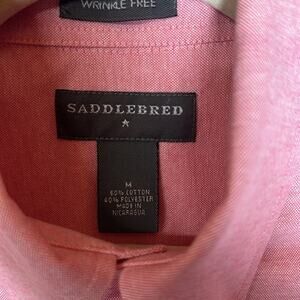 WRINKLE FREE
SADDLEBRED
M
60% COTTON
40% POLYESTER
MADE IN
NICARAGUA